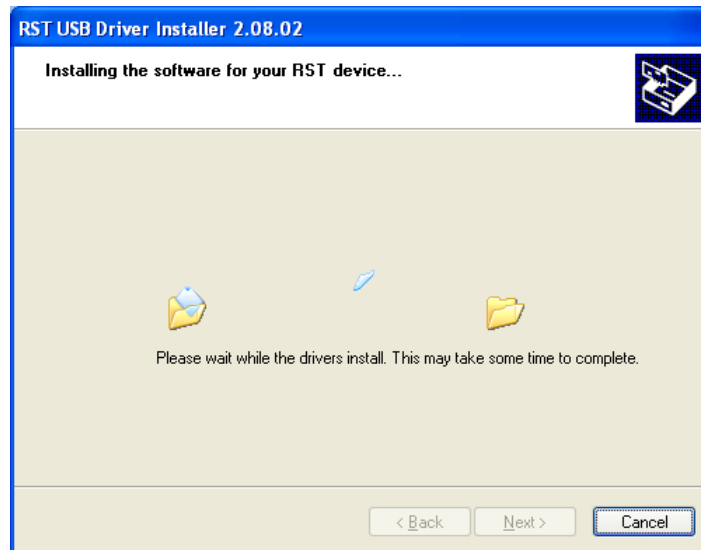 RST USB Driver Installer 2.08.02
Installing the software for your RST device...
Please wait while the drivers install. This may take some time to complete.
< Back Next > Cancel